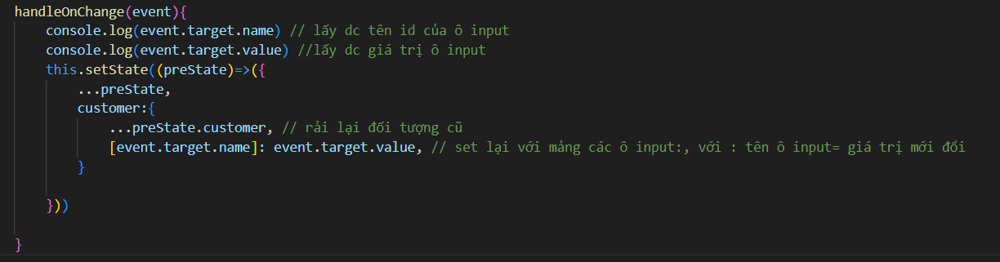 handleOnChange(event){
console.log(event.target.name) // lấy dc tên id của ô input
console.log(event.target.value) //lấy dc giá trị ô input
this.setState((preState)=>({
...preState,
customer:{
...preState.customer, // rải lại đối tượng cũ
[event.target.name]: event.target.value, // set lại với mảng các ô input:, với : tên ô input= giá trị mới đổi
}
}))
}